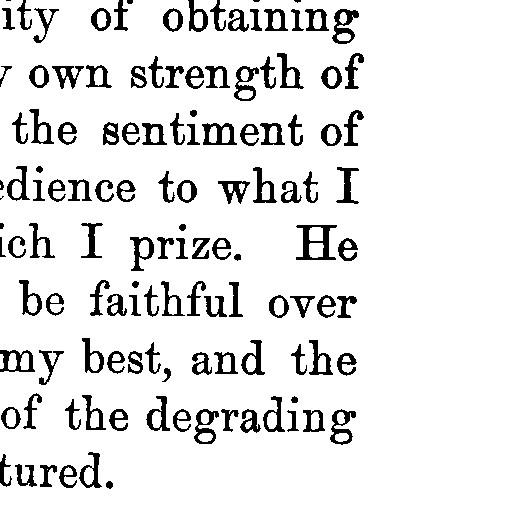 ity of obtaining
own strength of
the sentiment of
edience to what I
ich I prize. He
be faithful over
my best, and the
of the degrading
tured.